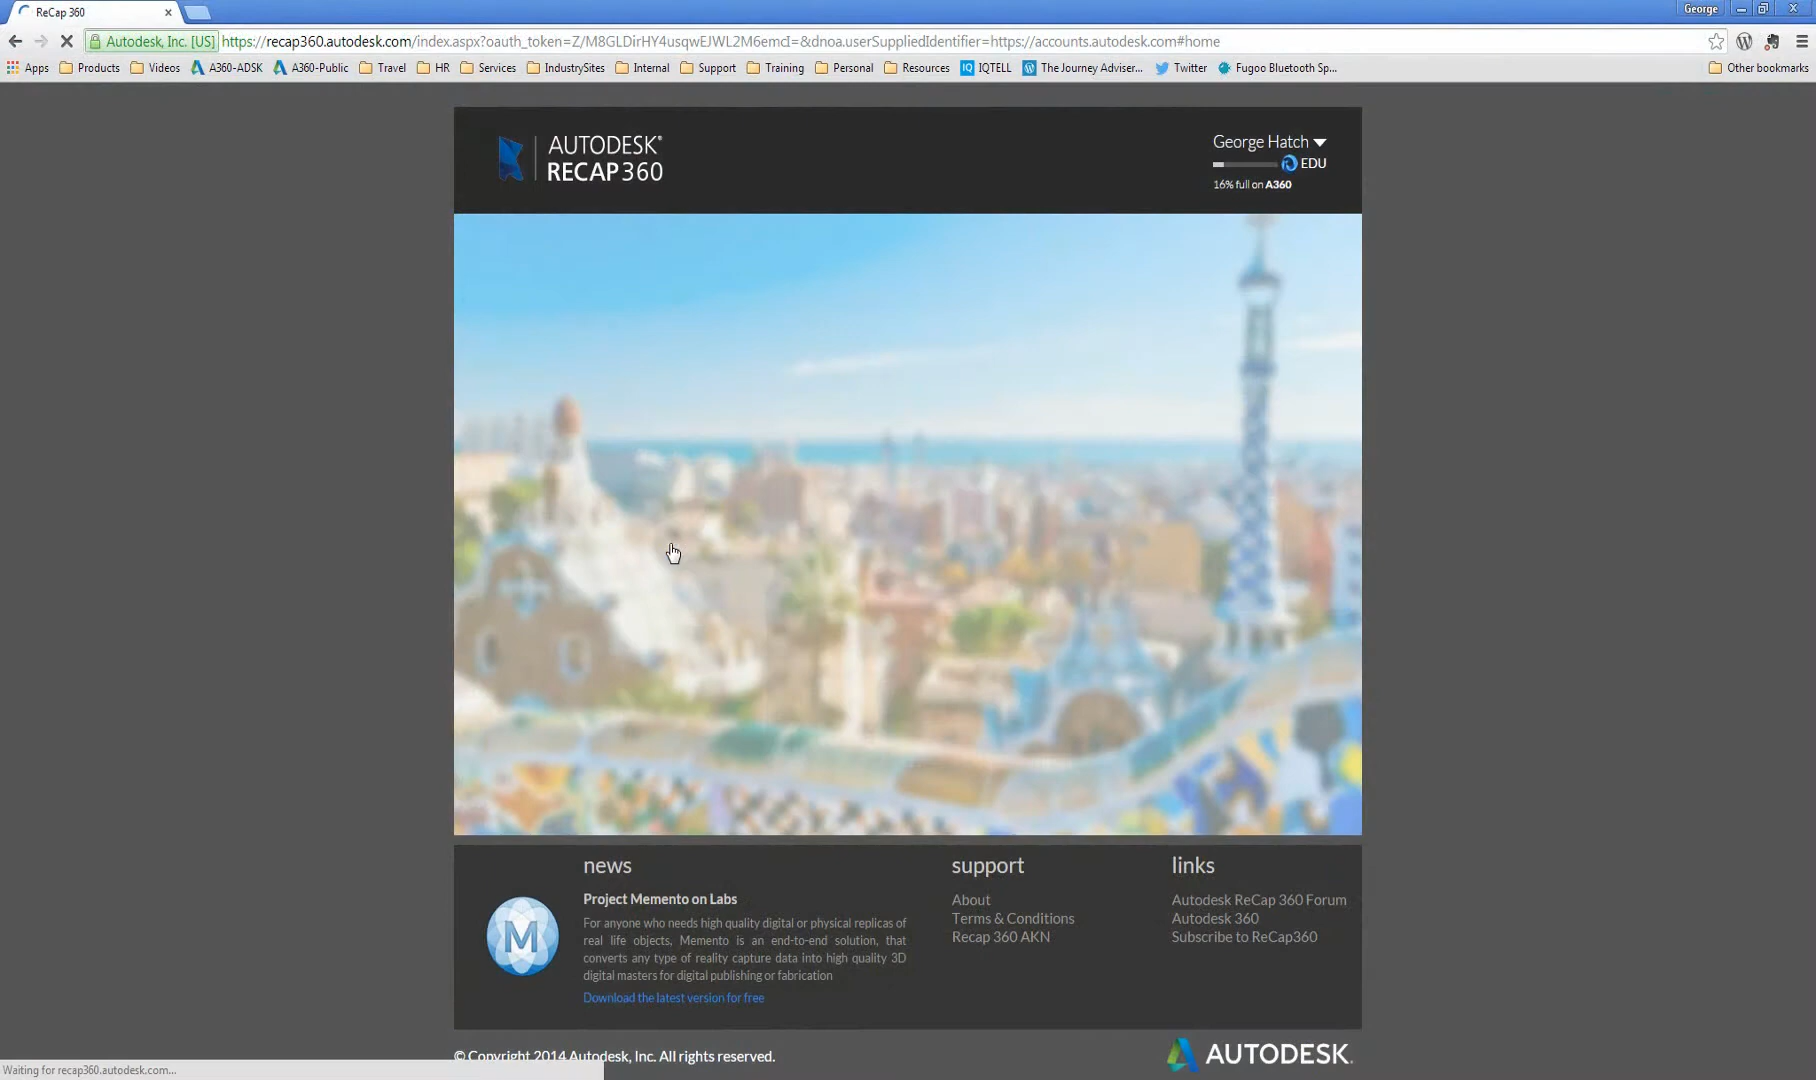 ReCap 360
George
Autodesk, Inc. [US] https://recap360.autodesk.com/index.aspx?oauth_token=Z/M8GLDirHY4usqwEJWL2M6emcI=&dnoa.userSuppliedIdentifier=https://accounts.autodesk.com#home
Apps Products Videos A360-ADSK A360-Public Travel HR Services IndustrySites Internal Support Training Personal Resources IQTELL The Journey Adviser... Twitter Fugoo Bluetooth Sp... Other bookmarks
AUTODESK®
RECAP360
George Hatch
EDU
16% full on A360
news
Project Memento on Labs
For anyone who needs high quality digital or physical replicas of
real life objects, Memento is an end-to-end solution, that
converts any type of reality capture data into high quality 3D
digital masters for digital publishing or fabrication
Download the latest version for free
M
support
About
Terms & Conditions
Recap 360 AKN
links
Autodesk ReCap 360 Forum
Autodesk 360
Subscribe to ReCap360
© Copyright 2014 Autodesk, Inc. All rights reserved.
AUTODESK.
Waiting for recap360.autodesk.com...